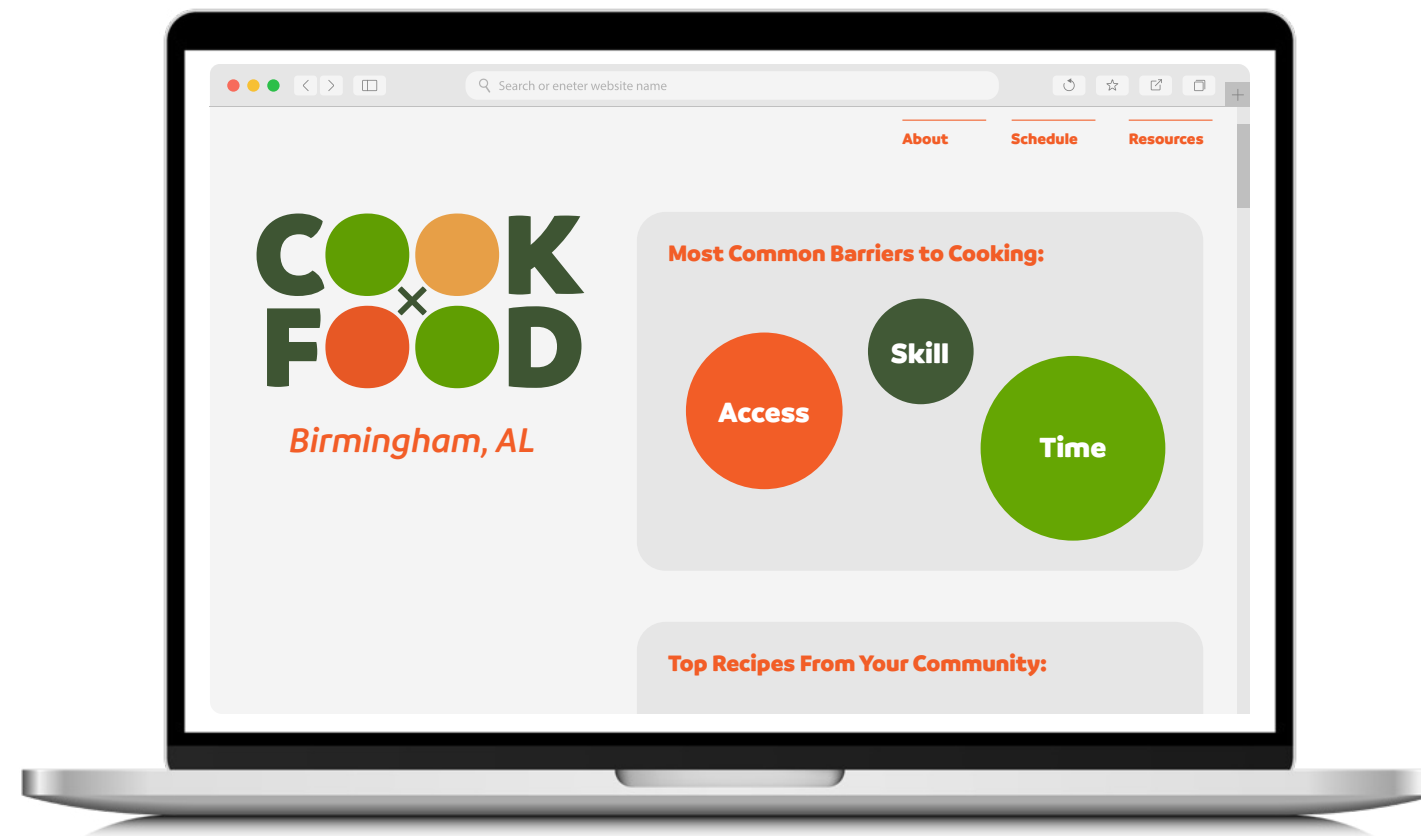 Search or eneter website name
About
Schedule
Resources
COOK
×
FOOD
Birmingham, AL
Most Common Barriers to Cooking:
Skill
Access
Time
Top Recipes From Your Community: